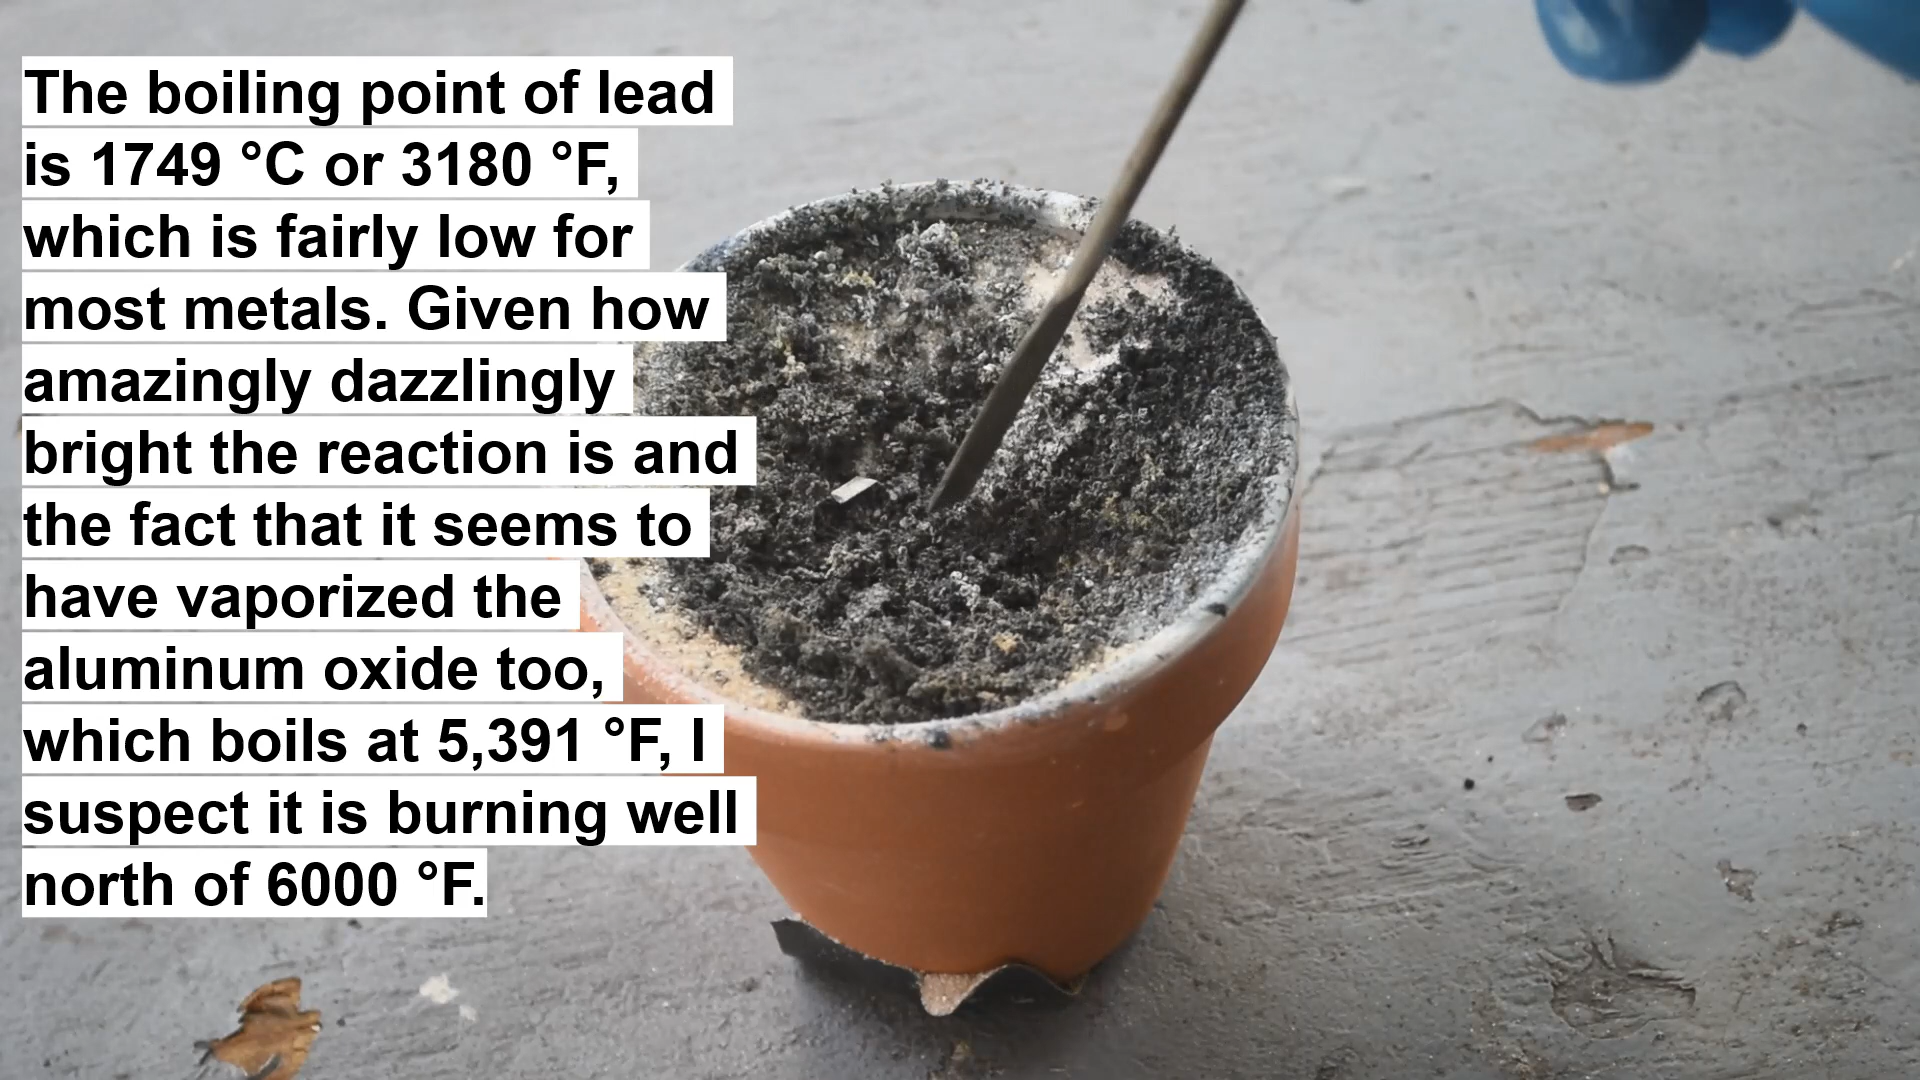 The boiling point of lead
is 1749 °C or 3180 °F,
which is fairly low for
most metals. Given how
amazingly dazzlingly
bright the reaction is and
the fact that it seems to
have vaporized the
aluminum oxide too,
which boils at 5,391 °F, I
suspect it is burning well
north of 6000 °F.